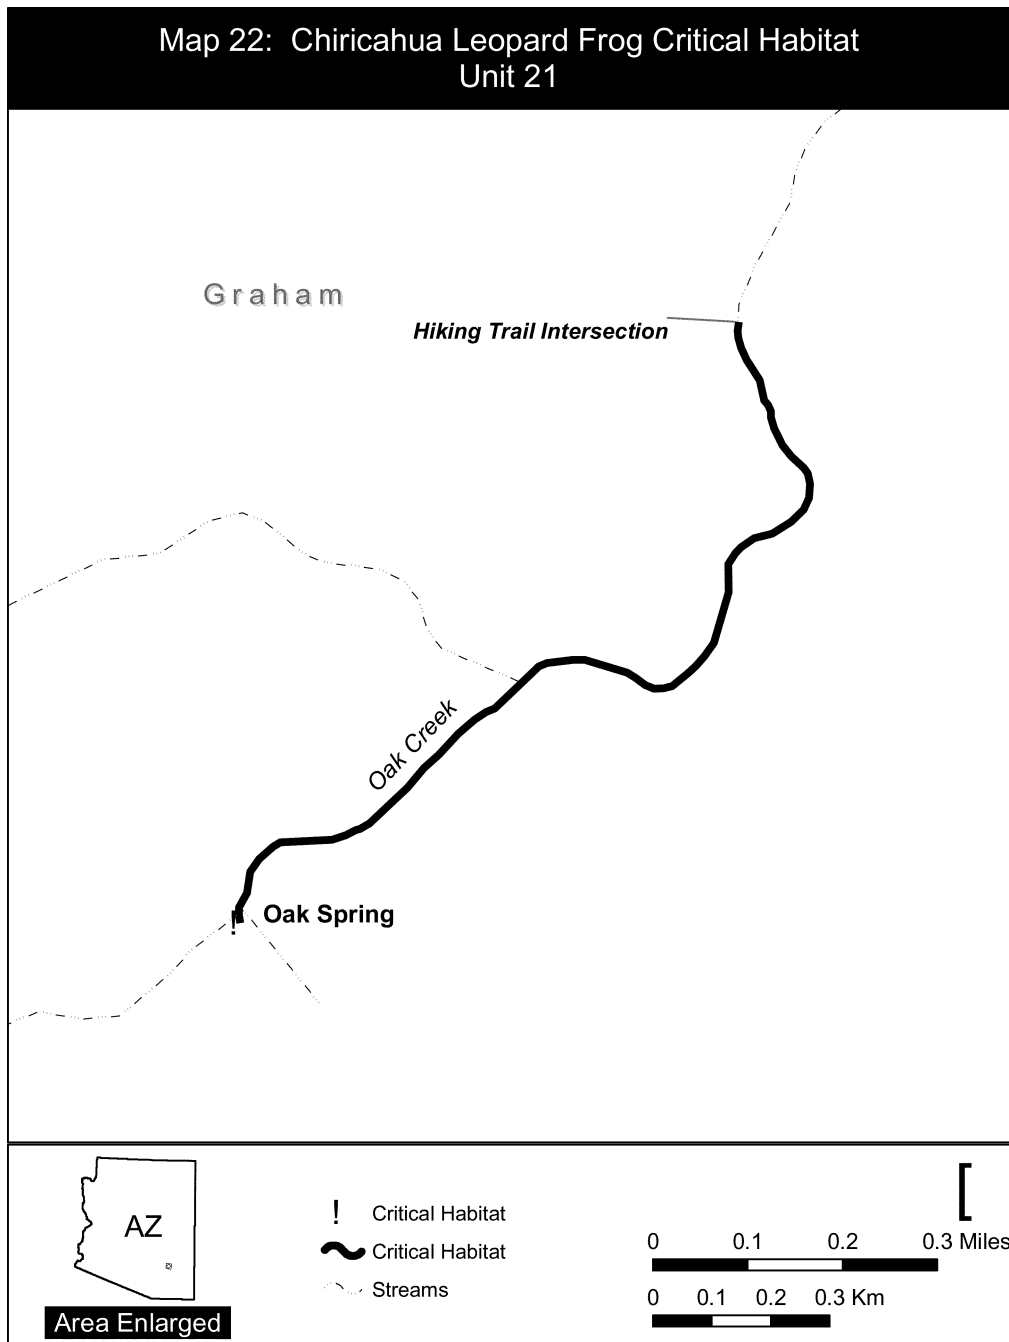 Map 22:  Chiricahua Leopard Frog Critical Habitat
Unit 21
Graham
Hiking Trail Intersection
Oak Creek
! Oak Spring
AZ
Area Enlarged
! Critical Habitat
Critical Habitat
Streams
[
0 0.1 0.2 0.3 Miles
0 0.1 0.2 0.3 Km